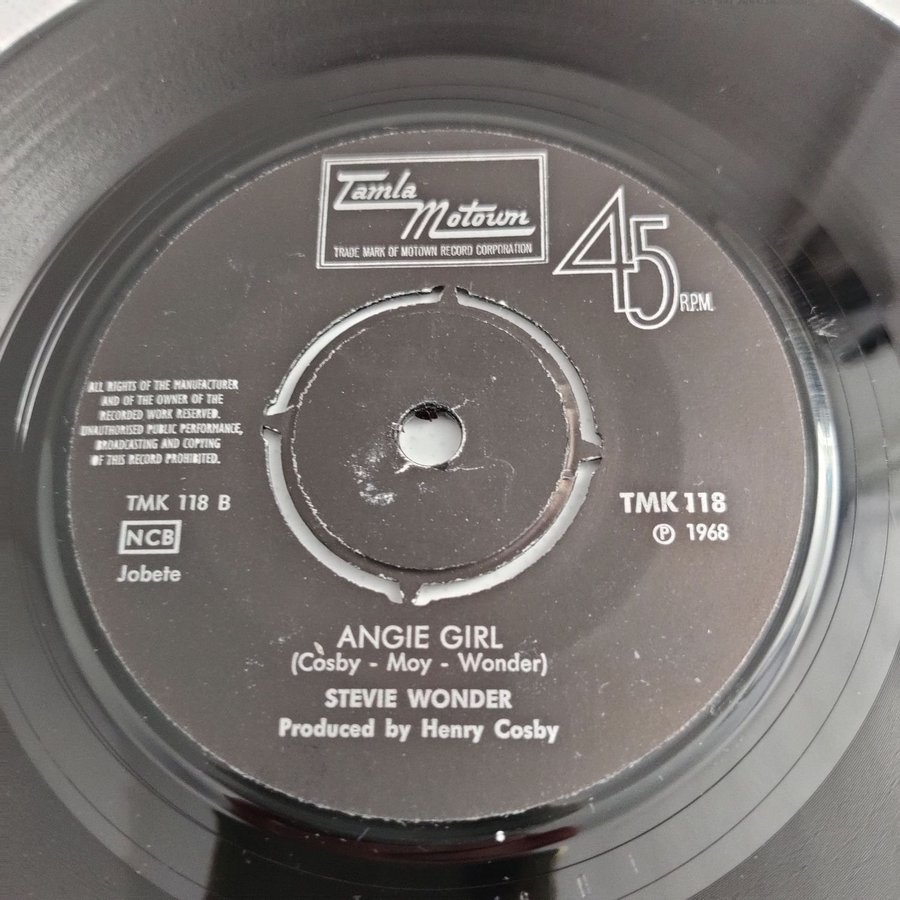 Tamla
Motown
TRADE MARK OF MOTOWN RECORD CORPORATION
45
R.P.M.
ALL RIGHTS OF THE MANUFACTURER
AND OF THE OWNER OF THE
RECORDED WORK RESERVED.
UNAUTHORISED PUBLIC PERFORMANCE,
BROADCASTING AND COPYING
OF THIS RECORD PROHIBITED.
TMK 118 B
NCB
Jobete
TMK 118
℗ 1968
ANGIE GIRL
(Cosby - Moy - Wonder)
STEVIE WONDER
Produced by Henry Cosby